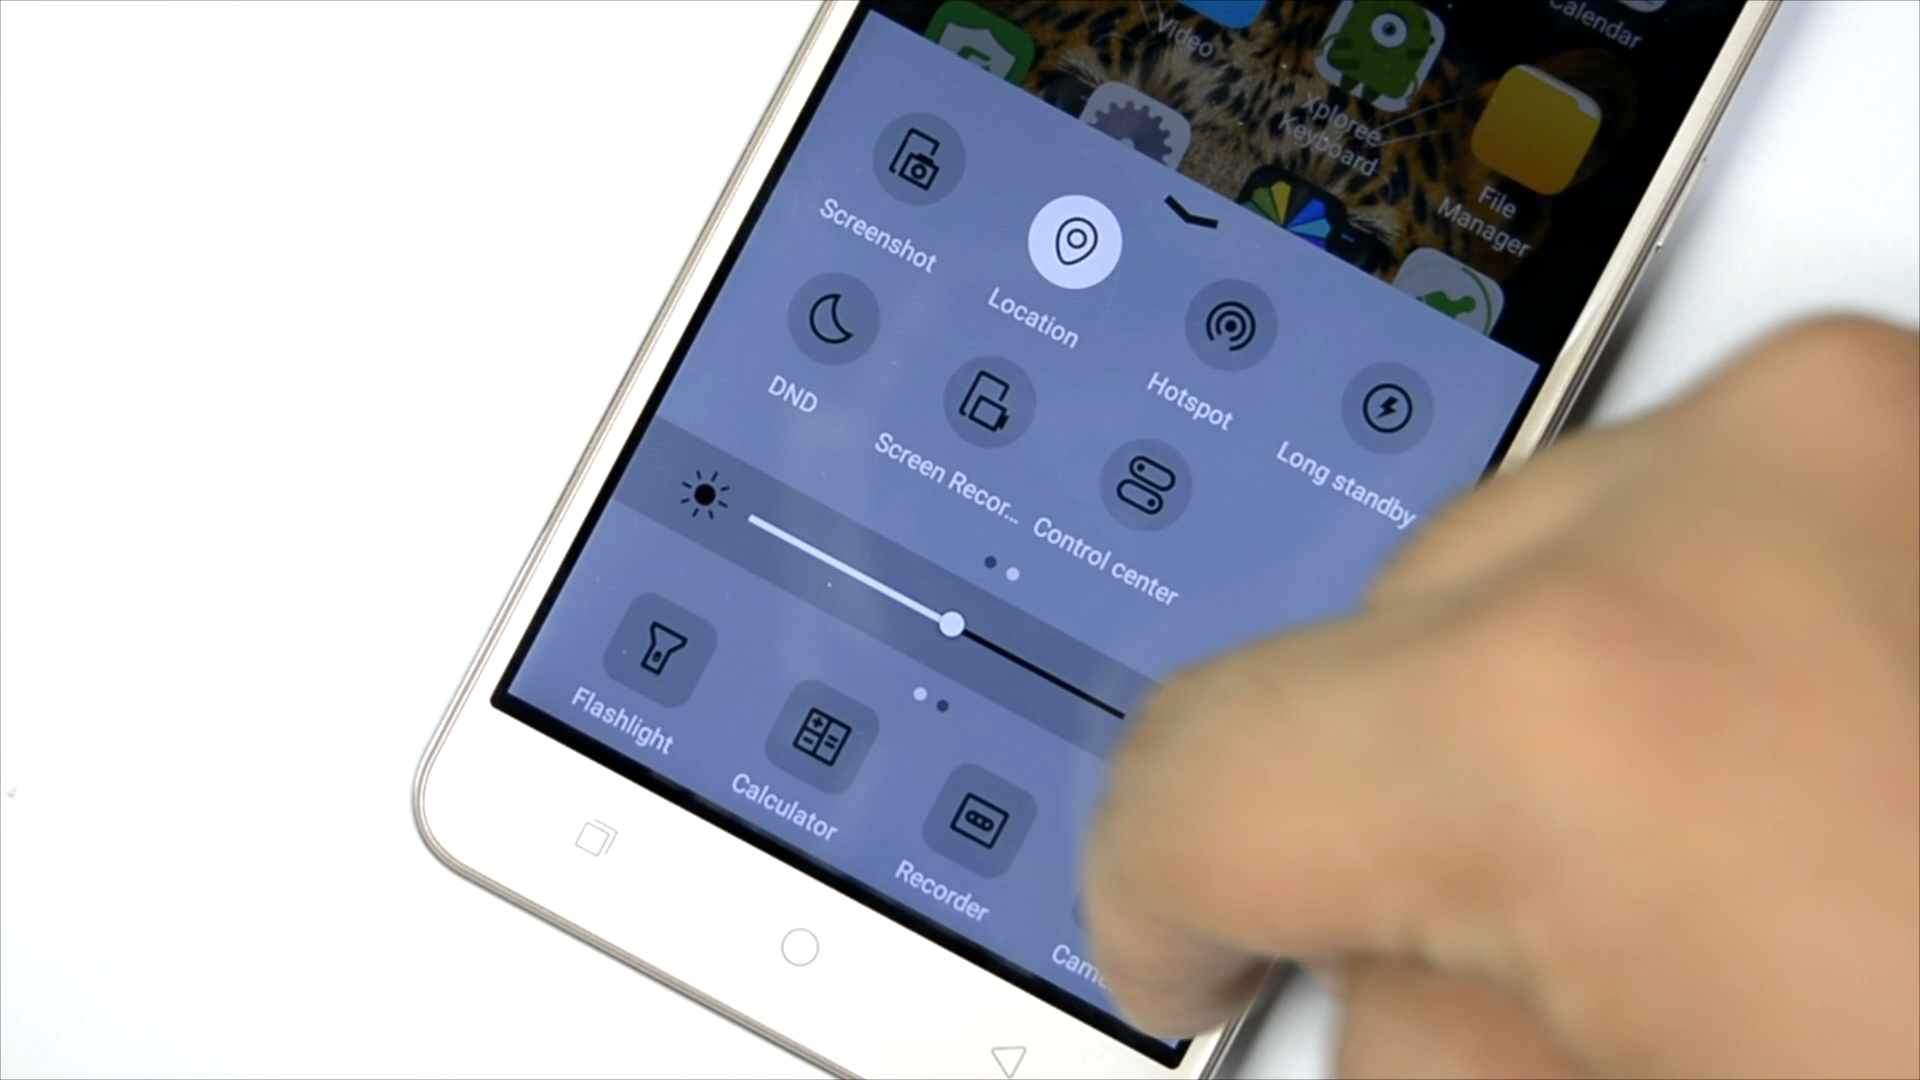 Video
Calendar
Xploree
Keyboard
File
Manager
Screenshot
Location
Hotspot
Long standby
DND
Screen Recor...
Control center
Flashlight
Calculator
Recorder
Came